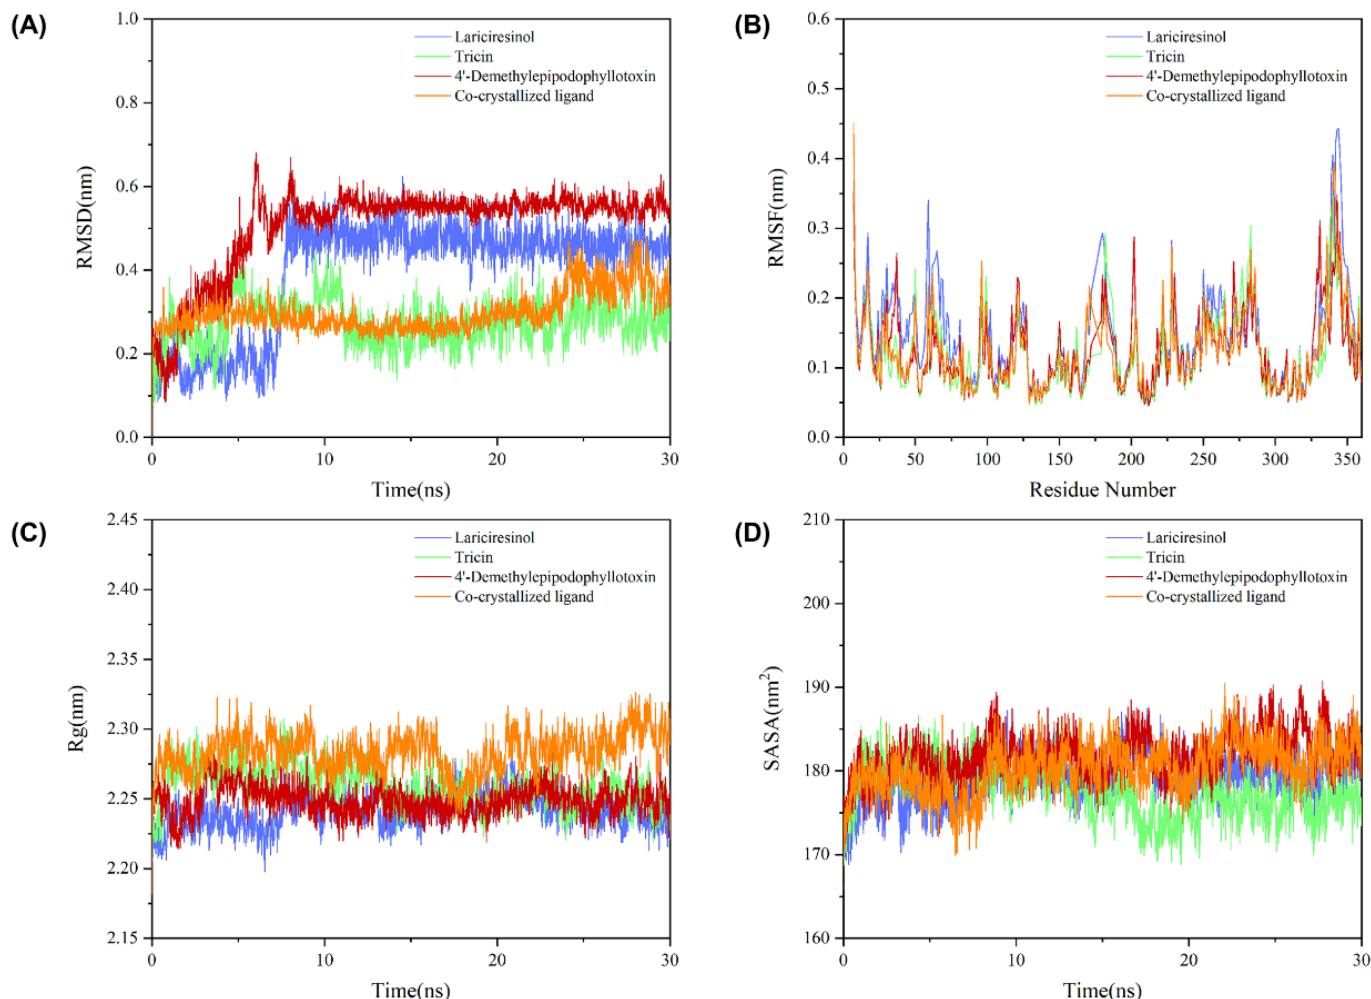 (A)
1.0
0.8
0.6
0.4
0.2
0.0
RMSD(nm)
Lariciresinol
Tricin
4'-Demethylepipodophyllotoxin
Co-crystallized ligand
0
10
20
30
Time(ns)
(B)
0.6
0.5
0.4
0.3
0.2
0.1
0.0
RMSF(nm)
Lariciresinol
Tricin
4'-Demethylepipodophyllotoxin
Co-crystallized ligand
0
50
100
150
200
250
300
350
Residue Number
(C)
2.45
2.40
2.35
2.30
2.25
2.20
2.15
Rg(nm)
Lariciresinol
Tricin
4'-Demethylepipodophyllotoxin
Co-crystallized ligand
0
10
20
30
Time(ns)
(D)
210
200
190
180
170
160
SASA(nm²)
Lariciresinol
Tricin
4'-Demethylepipodophyllotoxin
Co-crystallized ligand
0
10
20
30
Time(ns)